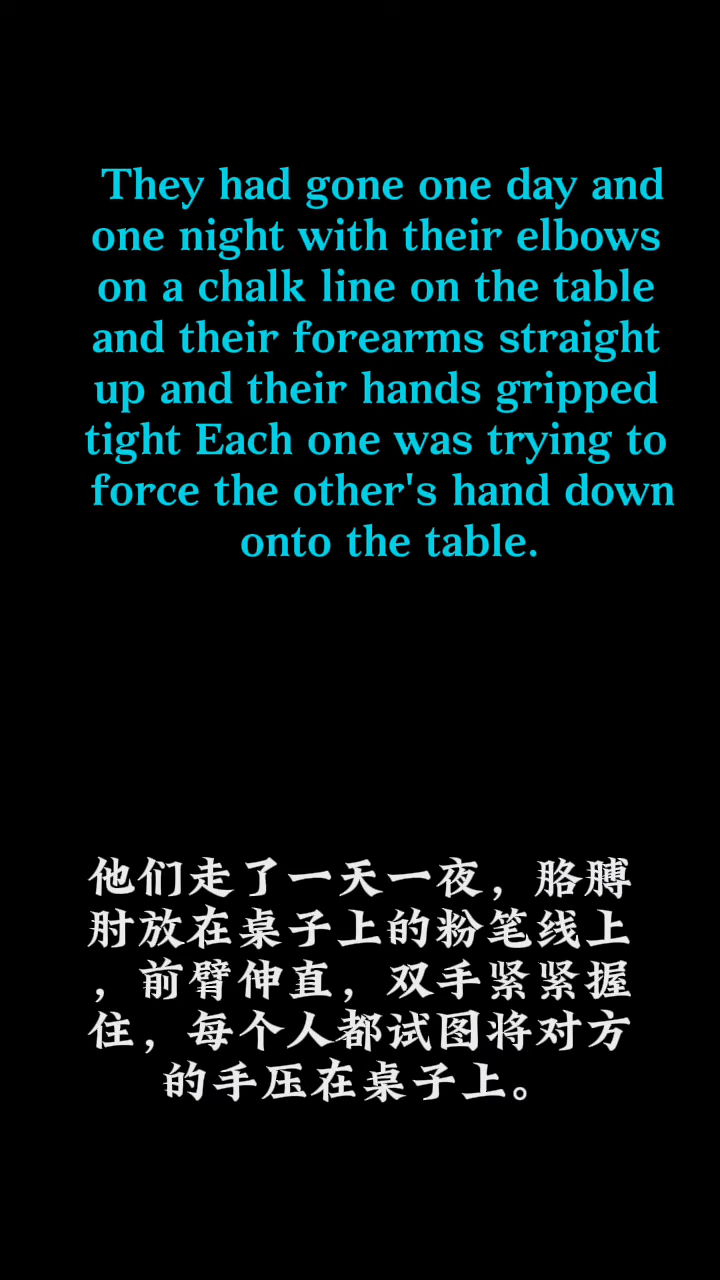 They had gone one day and
one night with their elbows
on a chalk line on the table
and their forearms straight
up and their hands gripped
tight Each one was trying to
force the other's hand down
onto the table.
他们走了一天一夜，胳膊
肘放在桌子上的粉笔线上
，前臂伸直，双手紧紧握
住，每个人都试图将对方
的手压在桌子上。